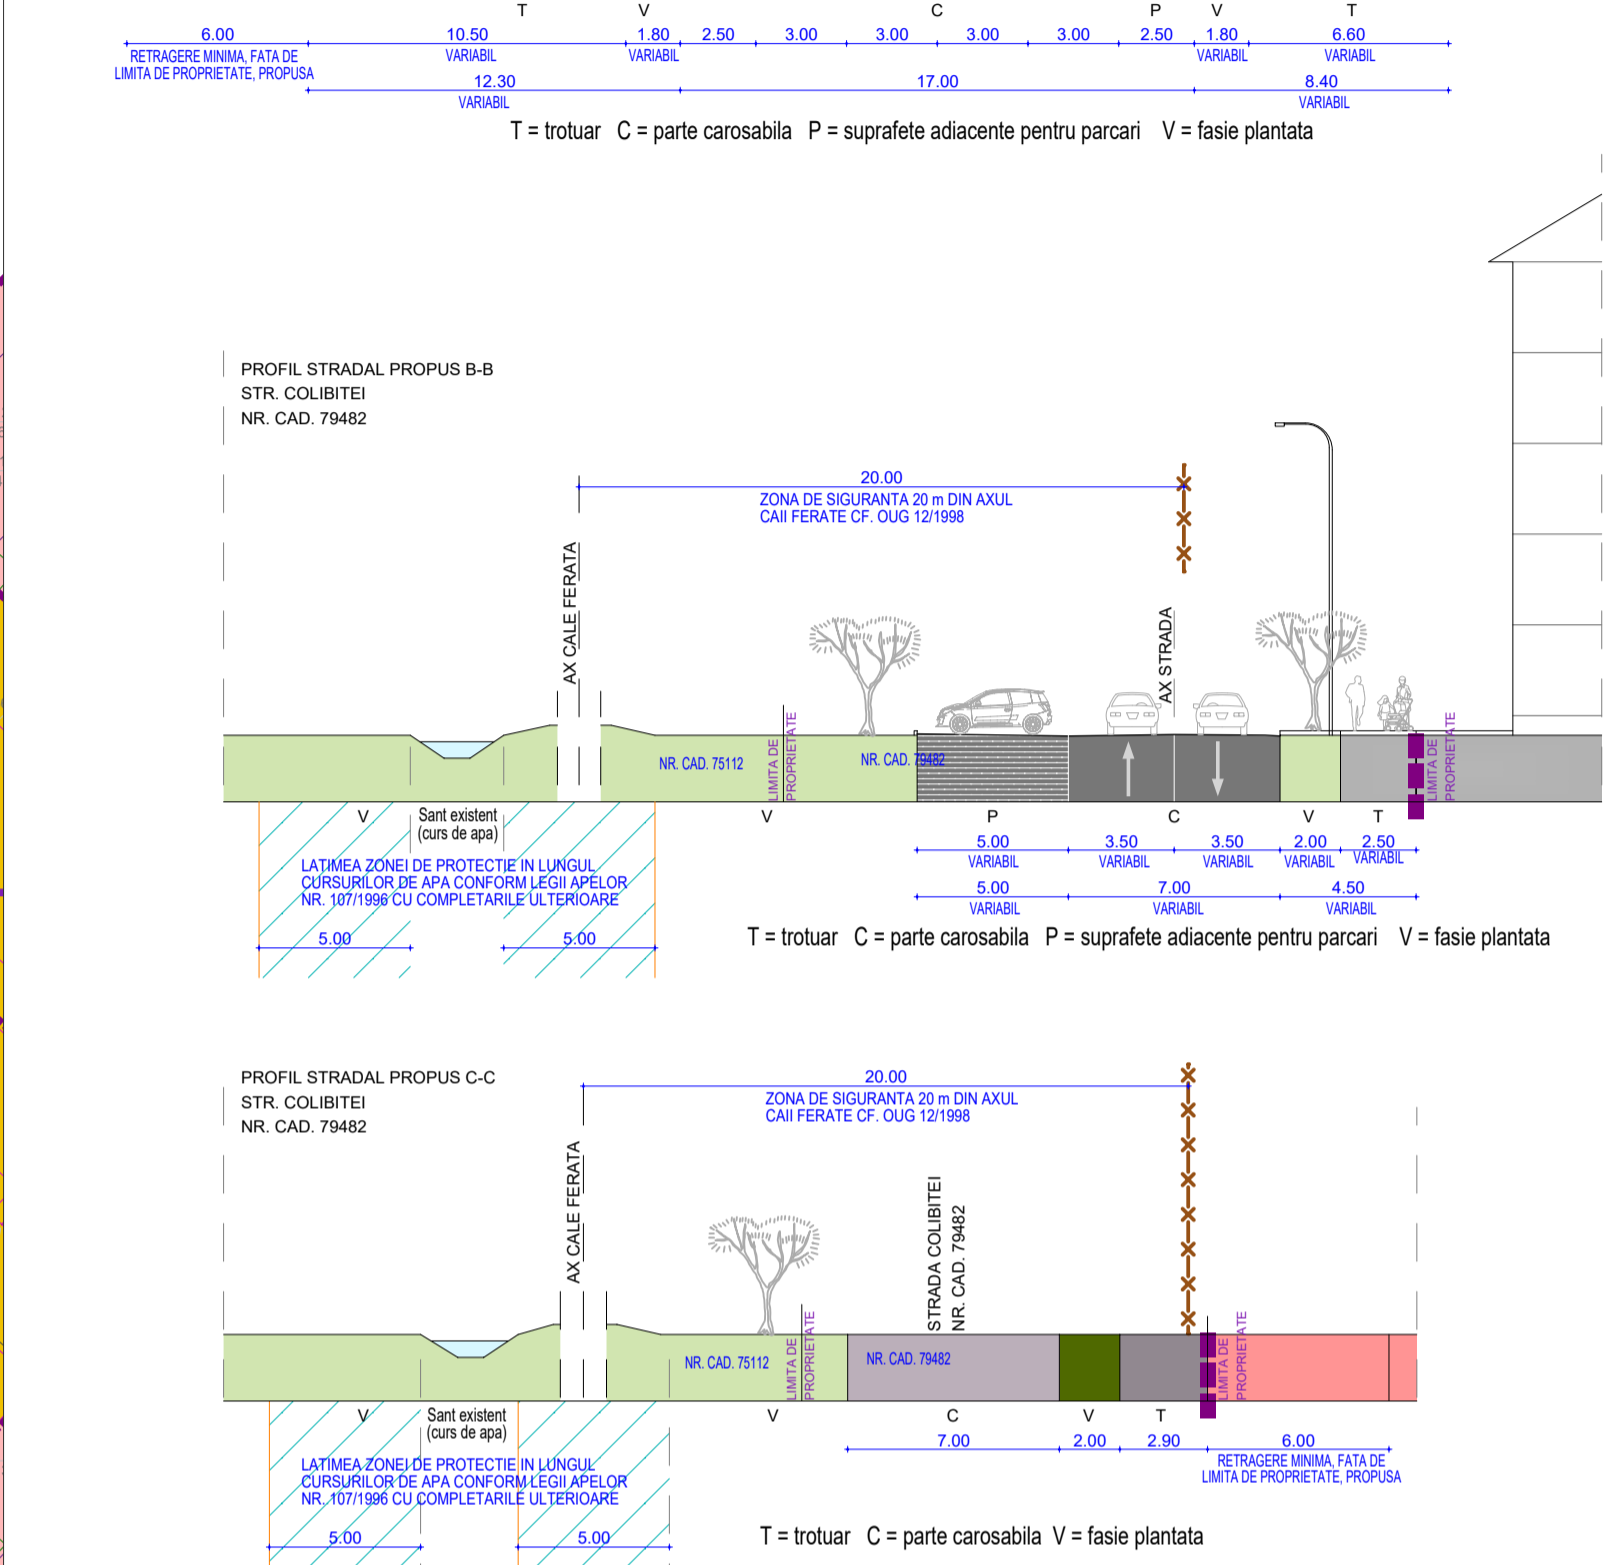 T V C P V T
6.00 10.50 1.80 2.50 3.00 3.00 3.00 3.00 2.50 1.80 6.60
RETRAGERE MINIMA, FATA DE VARIABIL VARIABIL VARIABIL VARIABIL
LIMITA DE PROPRIETATE, PROPUSA
12.30 17.00 8.40
VARIABIL VARIABIL
T = trotuar C = parte carosabila P = suprafete adiacente pentru parcari V = fasie plantata
PROFIL STRADAL PROPUS B-B
STR. COLIBITEI
NR. CAD. 79482
20.00
ZONA DE SIGURANTA 20 m DIN AXUL
CAII FERATE CF. OUG 12/1998
AX CALE FERATA
AX STRADA
NR. CAD. 75112
LIMITA DE
PROPRIETATE
NR. CAD. 79482
LIMITA DE
PROPRIETATE
V Sant existent V P C V T
(curs de apa)
5.00 3.50 3.50 2.00 2.50
VARIABIL VARIABIL VARIABIL VARIABIL VARIABIL
LATIMEA ZONEI DE PROTECTIE IN LUNGUL
CURSURILOR DE APA CONFORM LEGII APELOR
NR. 107/1996 CU COMPLETARILE ULTERIOARE
5.00 7.00 4.50
VARIABIL VARIABIL VARIABIL
5.00 5.00
T = trotuar C = parte carosabila P = suprafete adiacente pentru parcari V = fasie plantata
PROFIL STRADAL PROPUS C-C
STR. COLIBITEI
NR. CAD. 79482
20.00
ZONA DE SIGURANTA 20 m DIN AXUL
CAII FERATE CF. OUG 12/1998
AX CALE FERATA
STRADA COLIBITEI
NR. CAD. 79482
NR. CAD. 75112
LIMITA DE
PROPRIETATE
NR. CAD. 79482
LIMITA DE
PROPRIETATE
V Sant existent V C V T
(curs de apa)
7.00 2.00 2.90 6.00
RETRAGERE MINIMA, FATA DE
LIMITA DE PROPRIETATE, PROPUSA
LATIMEA ZONEI DE PROTECTIE IN LUNGUL
CURSURILOR DE APA CONFORM LEGII APELOR
NR. 107/1996 CU COMPLETARILE ULTERIOARE
5.00 5.00
T = trotuar C = parte carosabila V = fasie plantata